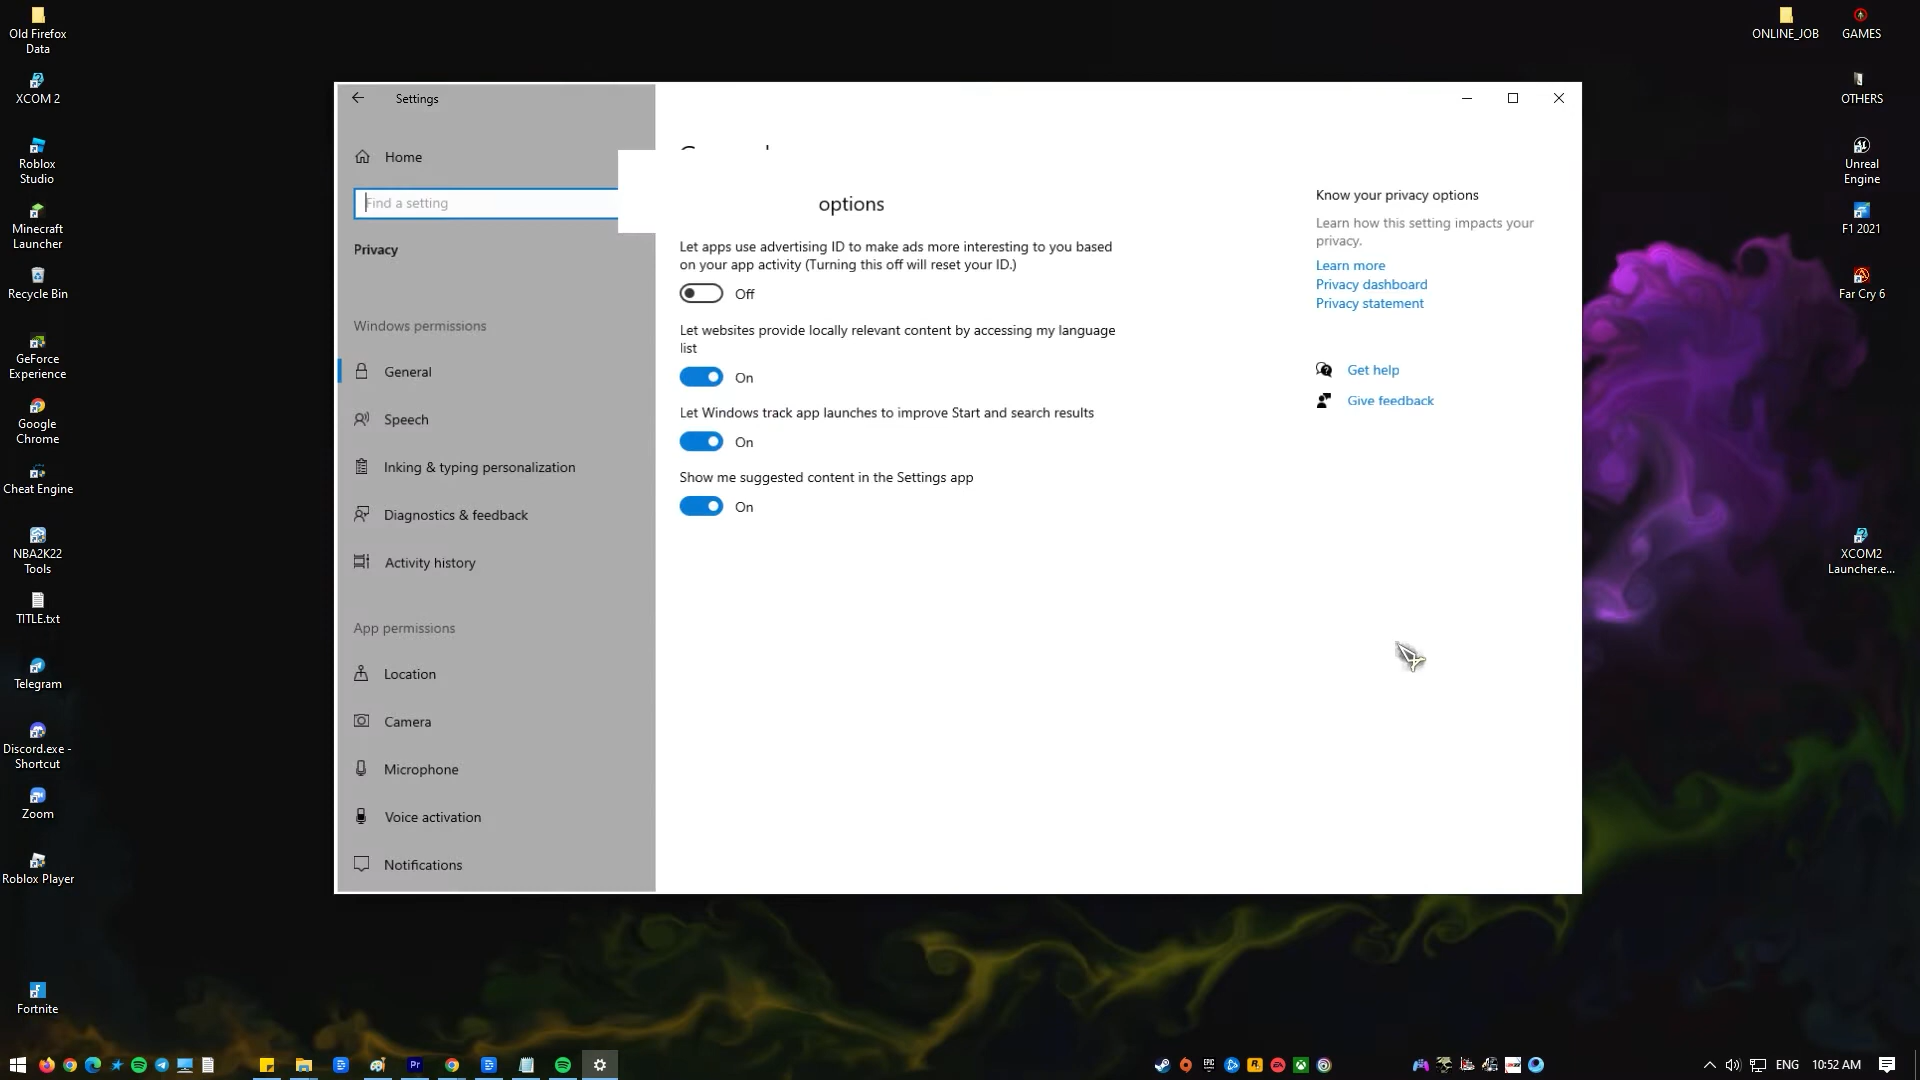 Old Firefox
Data
XCOM 2
Roblox
Studio
Minecraft
Launcher
Recycle Bin
GeForce
Experience
Google
Chrome
Cheat Engine
NBA2K22
Tools
TITLE.txt
Telegram
Discord.exe -
Shortcut
Zoom
Roblox Player
Fortnite
Settings
Home
Find a setting
Privacy
Windows permissions
General
Speech
Inking & typing personalization
Diagnostics & feedback
Activity history
App permissions
Location
Camera
Microphone
Voice activation
Notifications
options
Let apps use advertising ID to make ads more interesting to you based
on your app activity (Turning this off will reset your ID.)
Off
Let websites provide locally relevant content by accessing my language
list
On
Let Windows track app launches to improve Start and search results
On
Show me suggested content in the Settings app
On
Know your privacy options
Learn how this setting impacts your
privacy.
Learn more
Privacy dashboard
Privacy statement
Get help
Give feedback
ONLINE_JOB
GAMES
OTHERS
Unreal
Engine
F1 2021
Far Cry 6
XCOM2
Launcher.e...
Pr
EPIC
R
EA
ENG
10:52 AM